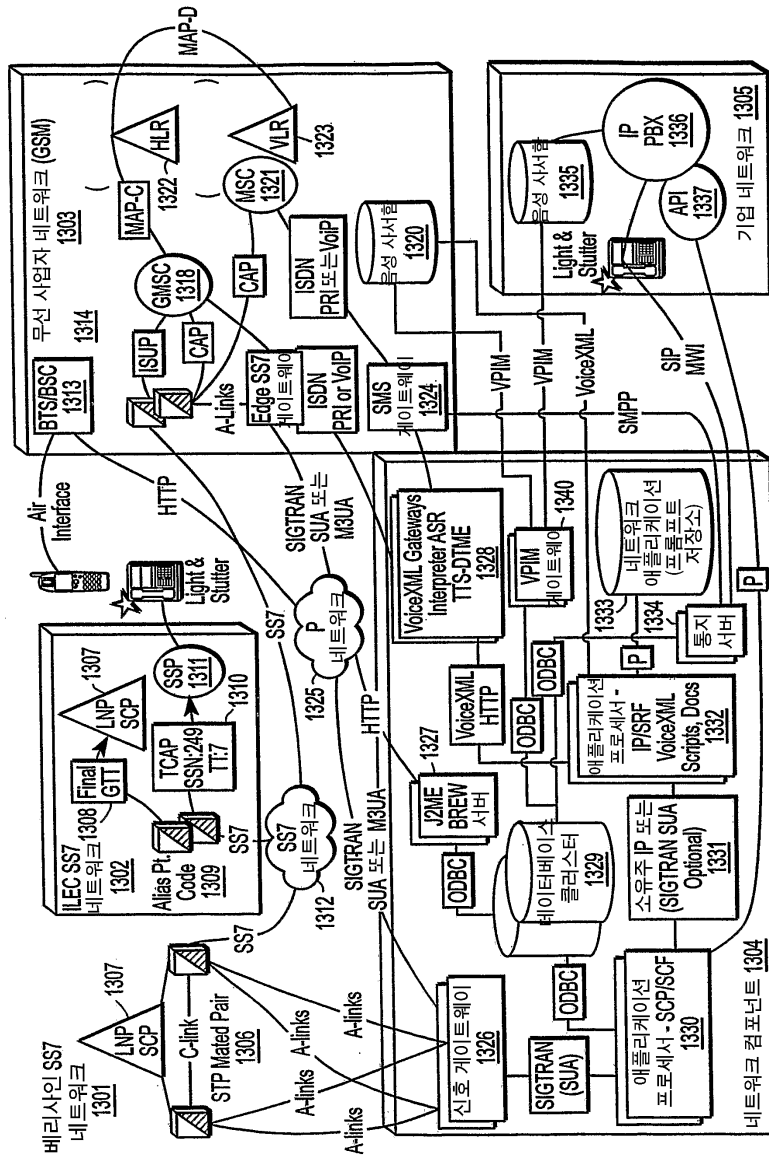 베리사인 SS7
네트워크
1301
LNP
SCP
1307
C-link
STP Mated Pair
1306
SS7
A-links
A-links
A-links
A-links
ILEC SS7
네트워크
1302
1308
Final
GTT
LNP
SCP
1307
Alias Pt.
Code
1309
TCAP
SSN:249
TT:7
1310
SSP
1311
SS7
Light &
Stutter
SS7
네트워크
1312
SS7
Air
Interface
HTTP
무선 사업자 네트워크 (GSM)
1303
1314
BTS/BSC
1313
ISUP
CAP
GMSC
1318
MAP-C
HLR
1322
MAP-D
VLR
1323
MSC
1321
CAP
A-Links
Edge SS7
게이트웨이
ISDN
PRI or VoIP
ISDN
PRI 또는 VoIP
SMS
게이트웨이
1324
음성 사서함
1320
SIGTRAN
SUA 또는
M3UA
P
네트워크
1325
SIGTRAN
SUA 또는 M3UA
HTTP
VPIM
VPIM
VoiceXML
SMPP
SIP
MWI
Light &
Stutter
음성 사서함
1335
IP
PBX
1336
API
1337
기업 네트워크 1305
신호 게이트웨이
1326
SIGTRAN
(SUA)
애플리케이션
프로세서 - SCP/SCF
1330
ODBC
데이터베이스
클러스터
1329
ODBC
J2ME
BREW
서버
1327
VoiceXML
HTTP
VoiceXML Gateways
Interpreter ASR
TTS-DTME
1328
ODBC
ODBC
VPIM
게이트웨이
1340
소유주 IP 또는
(SIGTRAN SUA
Optional)
1331
애플리케이션
프로세서 -
IP/SRF
VoiceXML
Scripts, Docs
1332
P
1333
네트워크
애플리케이션
(프롬프트
저장소)
1334
통지
서버
P
네트워크 컴포넌트 1304